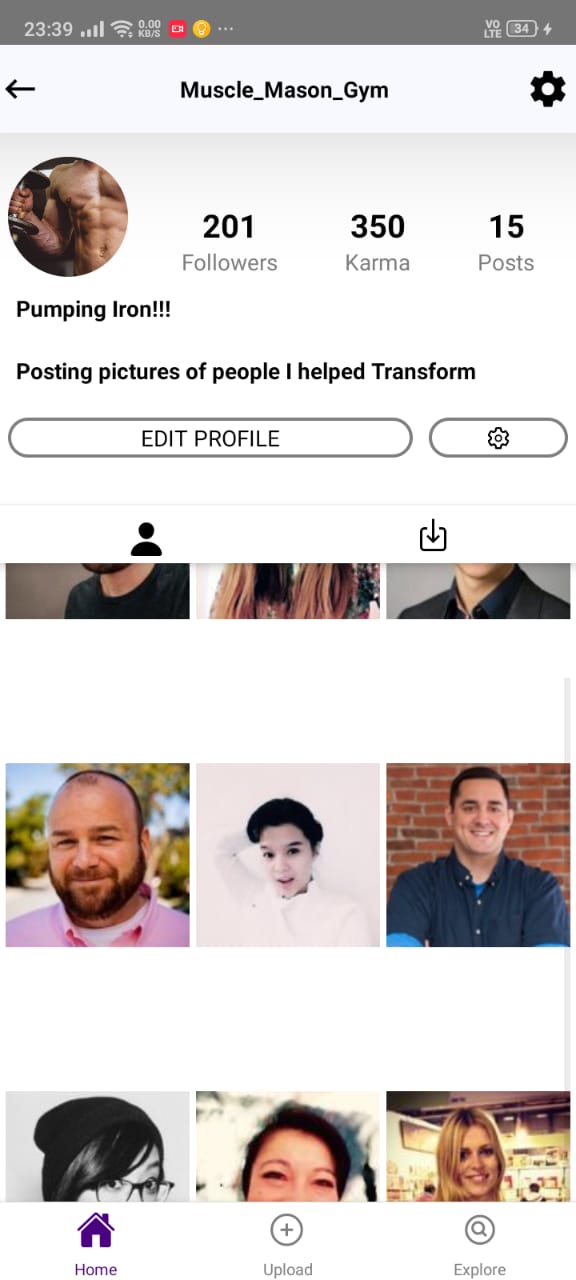 23:39 0.00 KB/S ... VO LTE 34
Muscle_Mason_Gym
201 350 15
Followers Karma Posts
Pumping Iron!!!
Posting pictures of people I helped Transform
EDIT PROFILE
Home Upload Explore